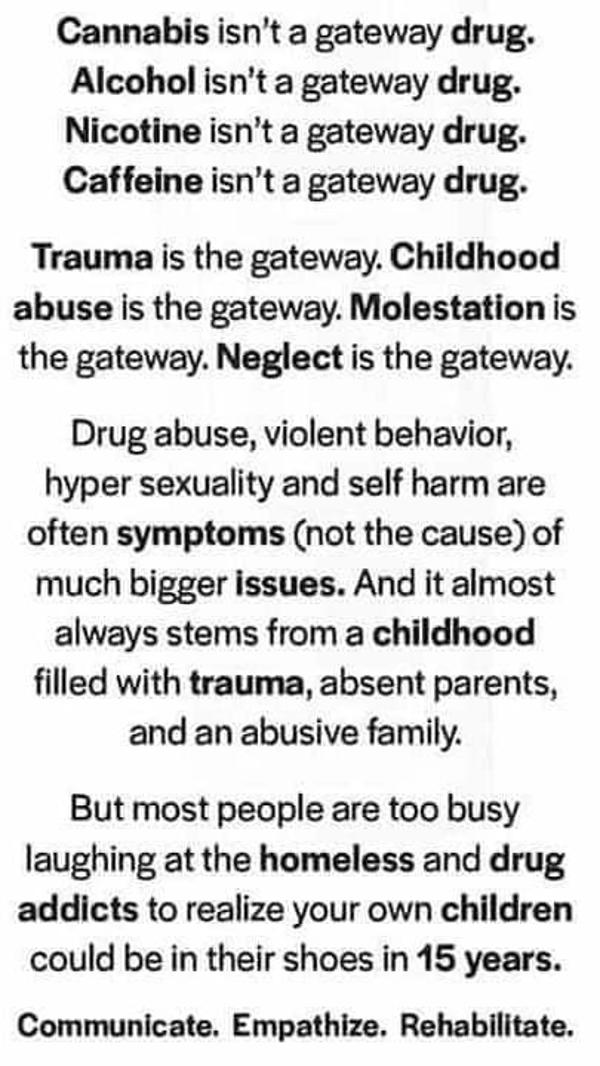 Cannabis isn't a gateway drug.
Alcohol isn't a gateway drug.
Nicotine isn't a gateway drug.
Caffeine isn't a gateway drug.
Trauma is the gateway. Childhood
abuse is the gateway. Molestation is
the gateway. Neglect is the gateway.
Drug abuse, violent behavior,
hyper sexuality and self harm are
often symptoms (not the cause) of
much bigger issues. And it almost
always stems from a childhood
filled with trauma, absent parents,
and an abusive family.
But most people are too busy
laughing at the homeless and drug
addicts to realize your own children
could be in their shoes in 15 years.
Communicate. Empathize. Rehabilitate.